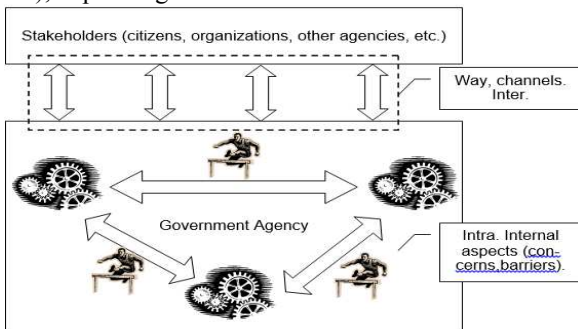 Stakeholders (citizens, organizations, other agencies, etc.)
Way, channels.
Inter.
Government Agency
Intra. Internal
aspects (con-
cerns,barriers).